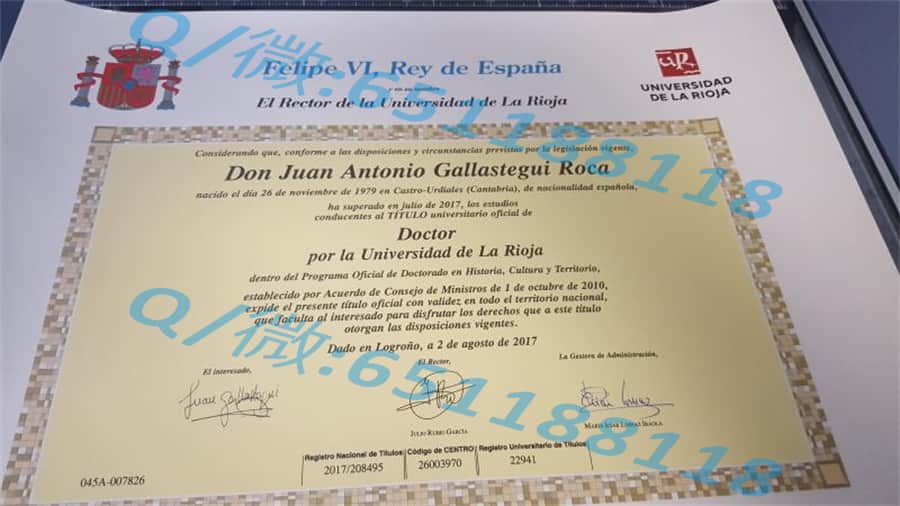 Felipe VI, Rey de España
y en su nombre
El Rector de la Universidad de La Rioja
UR
UNIVERSIDAD
DE LA RIOJA
Considerando que, conforme a las disposiciones y circunstancias previstas por la legislación vigente,
Don Juan Antonio Gallastegui Roca
nacido el día 26 de noviembre de 1979 en Castro-Urdiales (Cantabria), de nacionalidad española,
ha superado en julio de 2017, los estudios
conducentes al TÍTULO universitario oficial de
Doctor
por la Universidad de La Rioja
dentro del Programa Oficial de Doctorado en Historia, Cultura y Territorio,
establecido por Acuerdo de Consejo de Ministros de 1 de octubre de 2010,
expide el presente título oficial con validez en todo el territorio nacional,
que faculta al interesado para disfrutar los derechos que a este título
otorgan las disposiciones vigentes.
Dado en Logroño, a 2 de agosto de 2017
El interesado,
El Rector,
La Gestora de Administración,
Juan Gallastegui
JULIO RUBIO GARCÍA
Registro Nacional de Títulos
2017/208495
Código de CENTRO
26003970
Registro Universitario de Títulos
22941
045A-007826
Q/微:651188118
Q/微:651188118